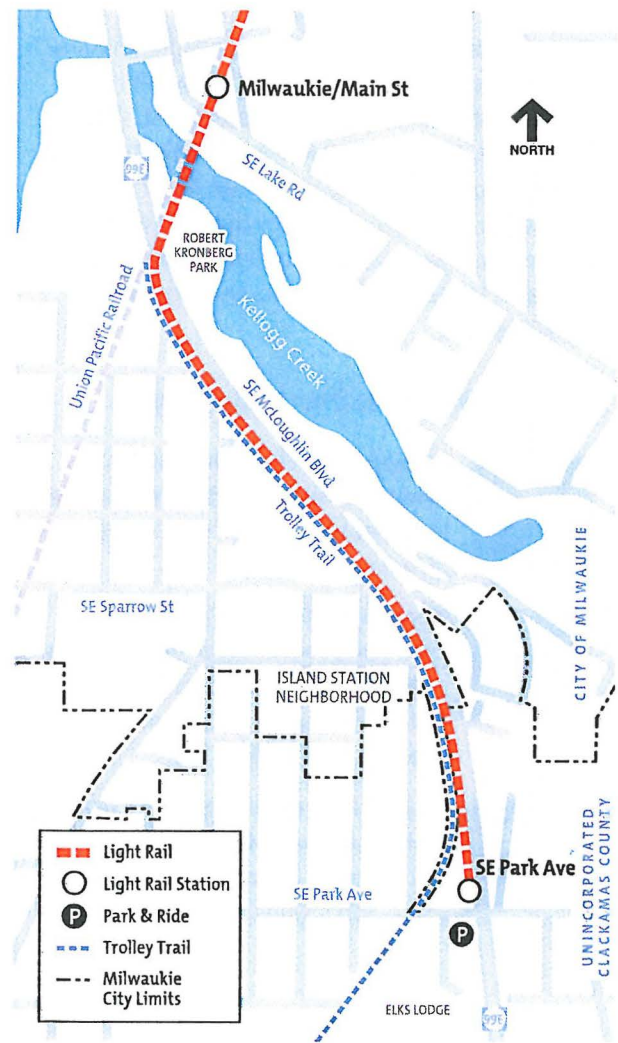 Milwaukie/Main St
NORTH
99E
SE Lake Rd
ROBERT
KRONBERG
PARK
Union Pacific Railroad
Kellogg Creek
SE McLoughlin Blvd
Trolley Trail
SE Sparrow St
CITY OF MILWAUKIE
ISLAND STATION
NEIGHBORHOOD
Light Rail
Light Rail Station
P Park & Ride
Trolley Trail
Milwaukie
City Limits
SE Park Ave
SE Park Ave
P
UNINCORPORATED
CLACKAMAS COUNTY
ELKS LODGE
99E